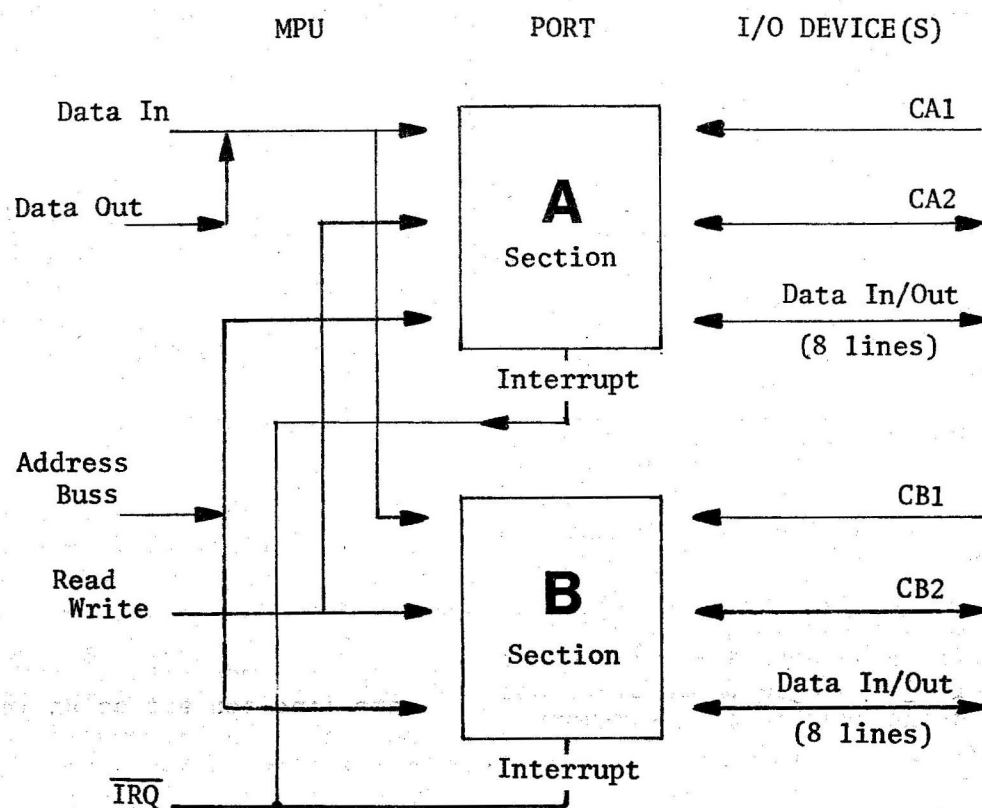 MPU PORT I/O DEVICE(S)
Data In
CA1
Data Out
A
CA2
Section
Data In/Out
(8 lines)
Interrupt
Address
Buss
CB1
Read
Write
B
CB2
Section
Data In/Out
(8 lines)
Interrupt
IRQ